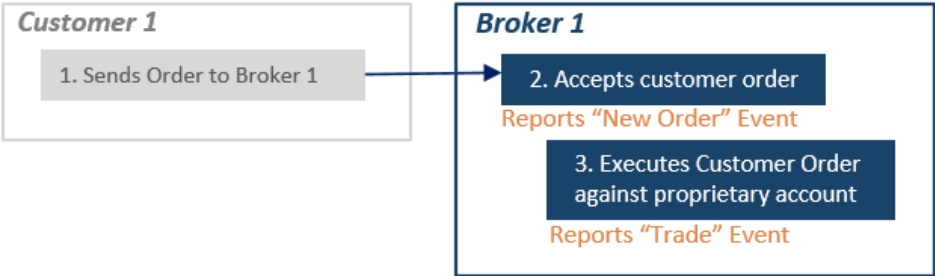 Customer 1
1. Sends Order to Broker 1
Broker 1
2. Accepts customer order
Reports “New Order” Event
3. Executes Customer Order
against proprietary account
Reports “Trade” Event